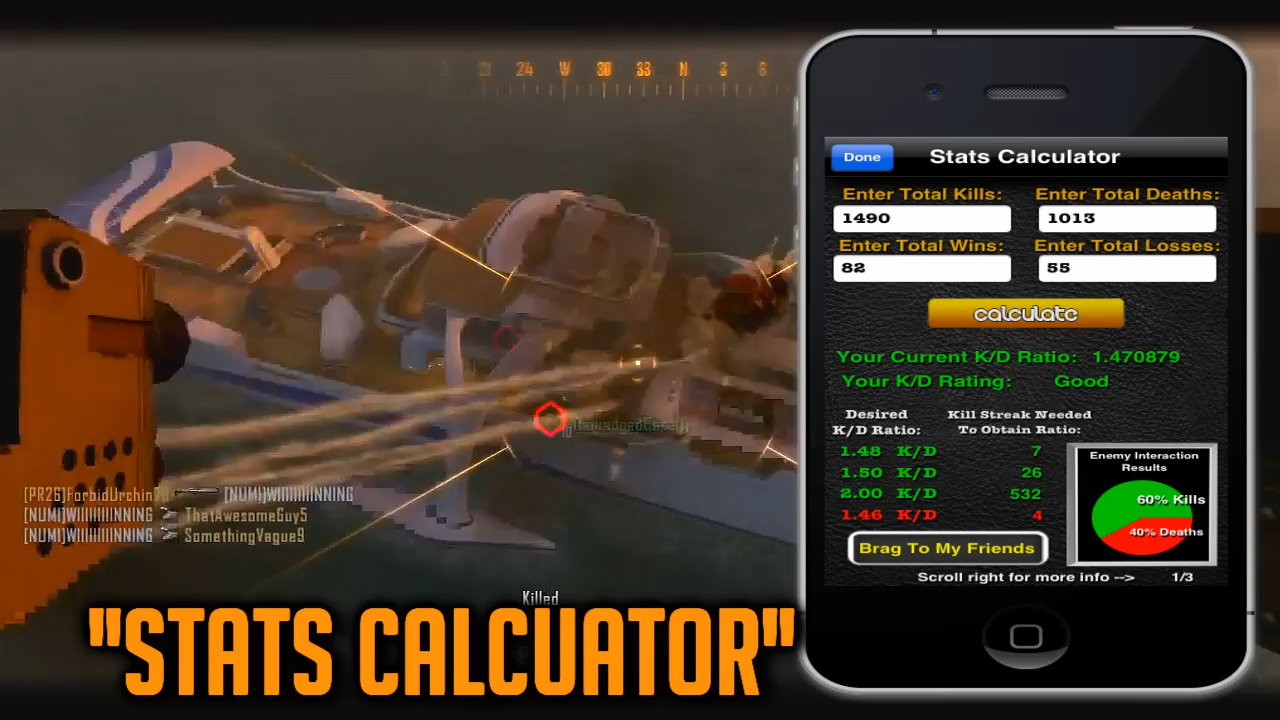 24 W 30 33 N 3 6
Done
Stats Calculator
Enter Total Kills: Enter Total Deaths:
1490 1013
Enter Total Wins: Enter Total Losses:
82 55
calculate
Your Current K/D Ratio: 1.470879
Your K/D Rating: Good
Desired Kill Streak Needed
K/D Ratio: To Obtain Ratio:
1.48 K/D 7
1.50 K/D 26
2.00 K/D 532
1.46 K/D 4
Enemy Interaction
Results
60% Kills
40% Deaths
Brag To My Friends
Scroll right for more info --> 1/3
[NUM1]WIIIIIIIINNING
[NUM1]WIIIIIIIINNING ThatAwesomeGuy5
[NUM1]WIIIIIIIINNING SomethingVague9
Killed
"STATS CALCUATOR"